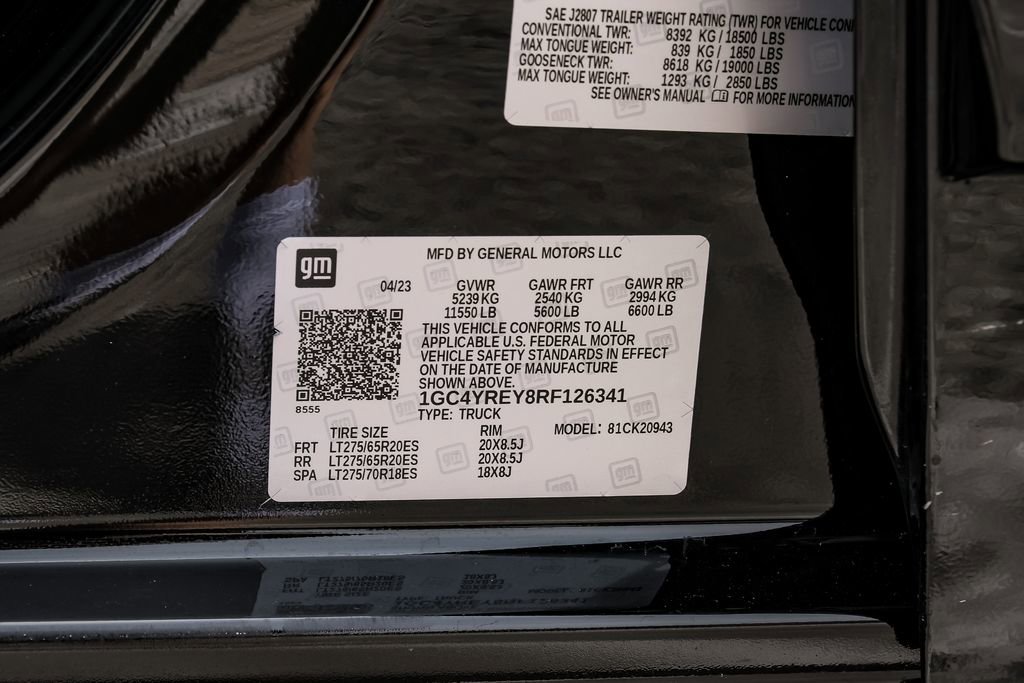 SAE J2807 TRAILER WEIGHT RATING (TWR) FOR VEHICLE
CONVENTIONAL TWR: 8392 KG / 18500 LBS
MAX TONGUE WEIGHT: 839 KG / 1850 LBS
GOOSENECK TWR: 8618 KG / 19000 LBS
MAX TONGUE WEIGHT: 1293 KG / 2850 LBS
SEE OWNER'S MANUAL FOR MORE INFORMATION
gm
MFD BY GENERAL MOTORS LLC
04/23 GVWR GAWR FRT GAWR RR
5239 KG 2540 KG 2994 KG
11550 LB 5600 LB 6600 LB
THIS VEHICLE CONFORMS TO ALL
APPLICABLE U.S. FEDERAL MOTOR
VEHICLE SAFETY STANDARDS IN EFFECT
ON THE DATE OF MANUFACTURE
SHOWN ABOVE.
1GC4YREY8RF126341
8555
TYPE: TRUCK
MODEL: 81CK20943
TIRE SIZE RIM
FRT LT275/65R20ES 20X8.5J
RR LT275/65R20ES 20X8.5J
SPA LT275/70R18ES 18X8J